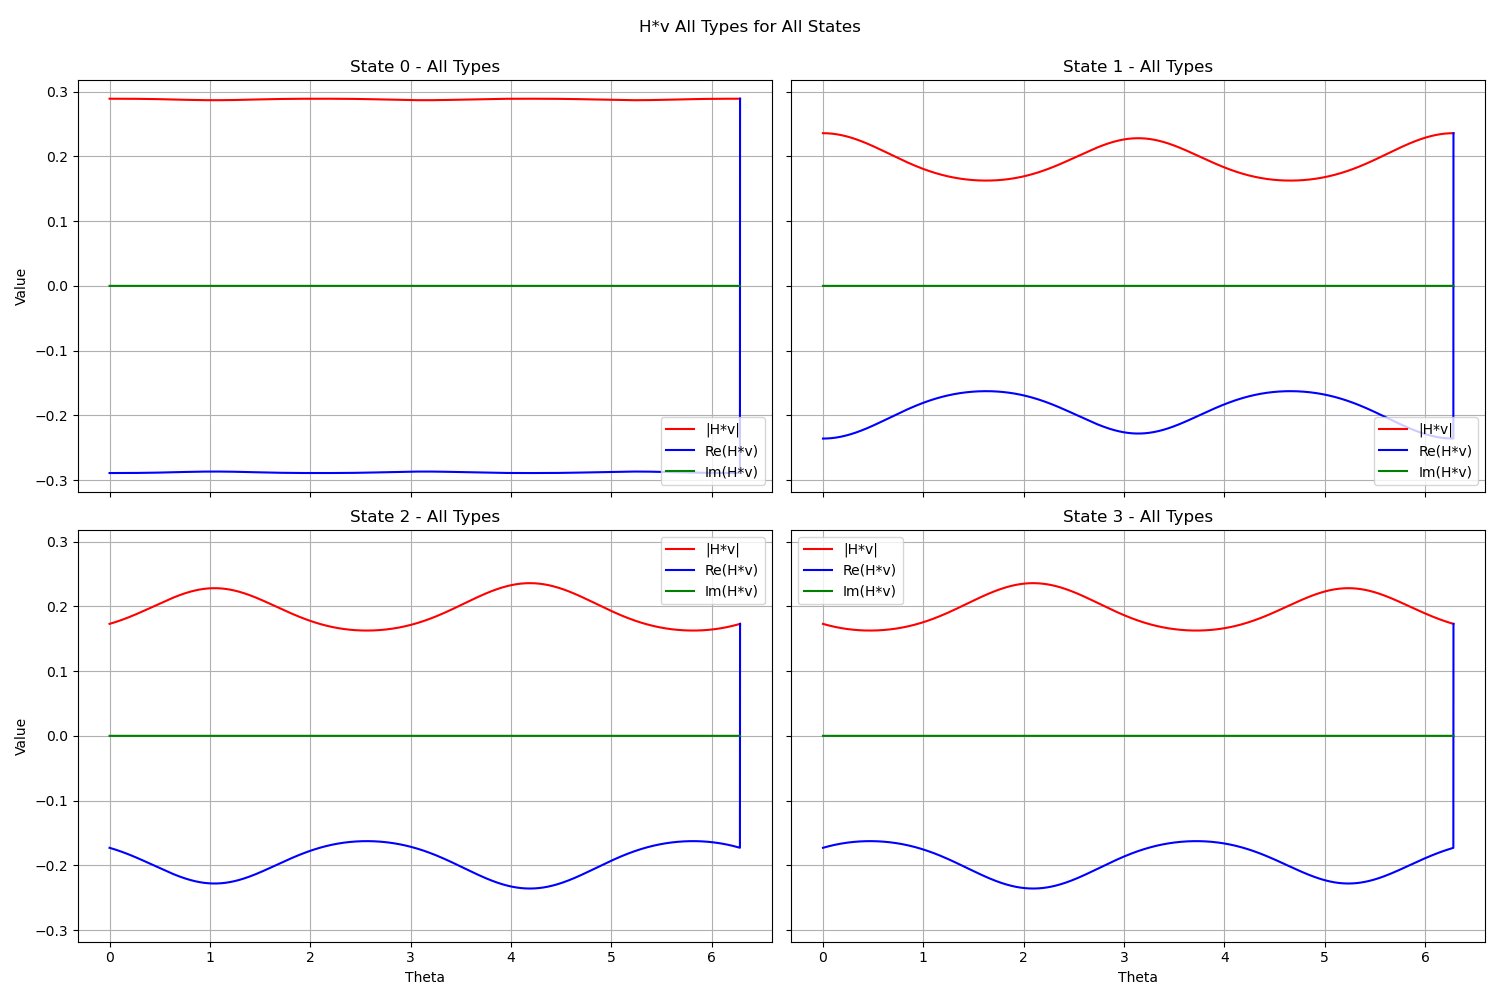 H*v All Types for All States
State 0 - All Types
0.3
0.2
0.1
0.0
−0.1
−0.2
−0.3
Value
|H*v|
Re(H*v)
Im(H*v)
State 1 - All Types
|H*v|
Re(H*v)
Im(H*v)
State 2 - All Types
0.3
0.2
0.1
0.0
−0.1
−0.2
−0.3
Value
|H*v|
Re(H*v)
Im(H*v)
0 1 2 3 4 5 6
Theta
State 3 - All Types
|H*v|
Re(H*v)
Im(H*v)
0 1 2 3 4 5 6
Theta